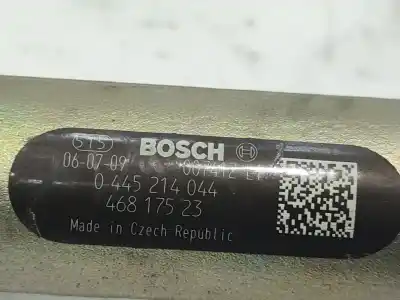 STS
06-07-09 BOSCH
0 445 214 044
468 175 23
Made in Czech Republic